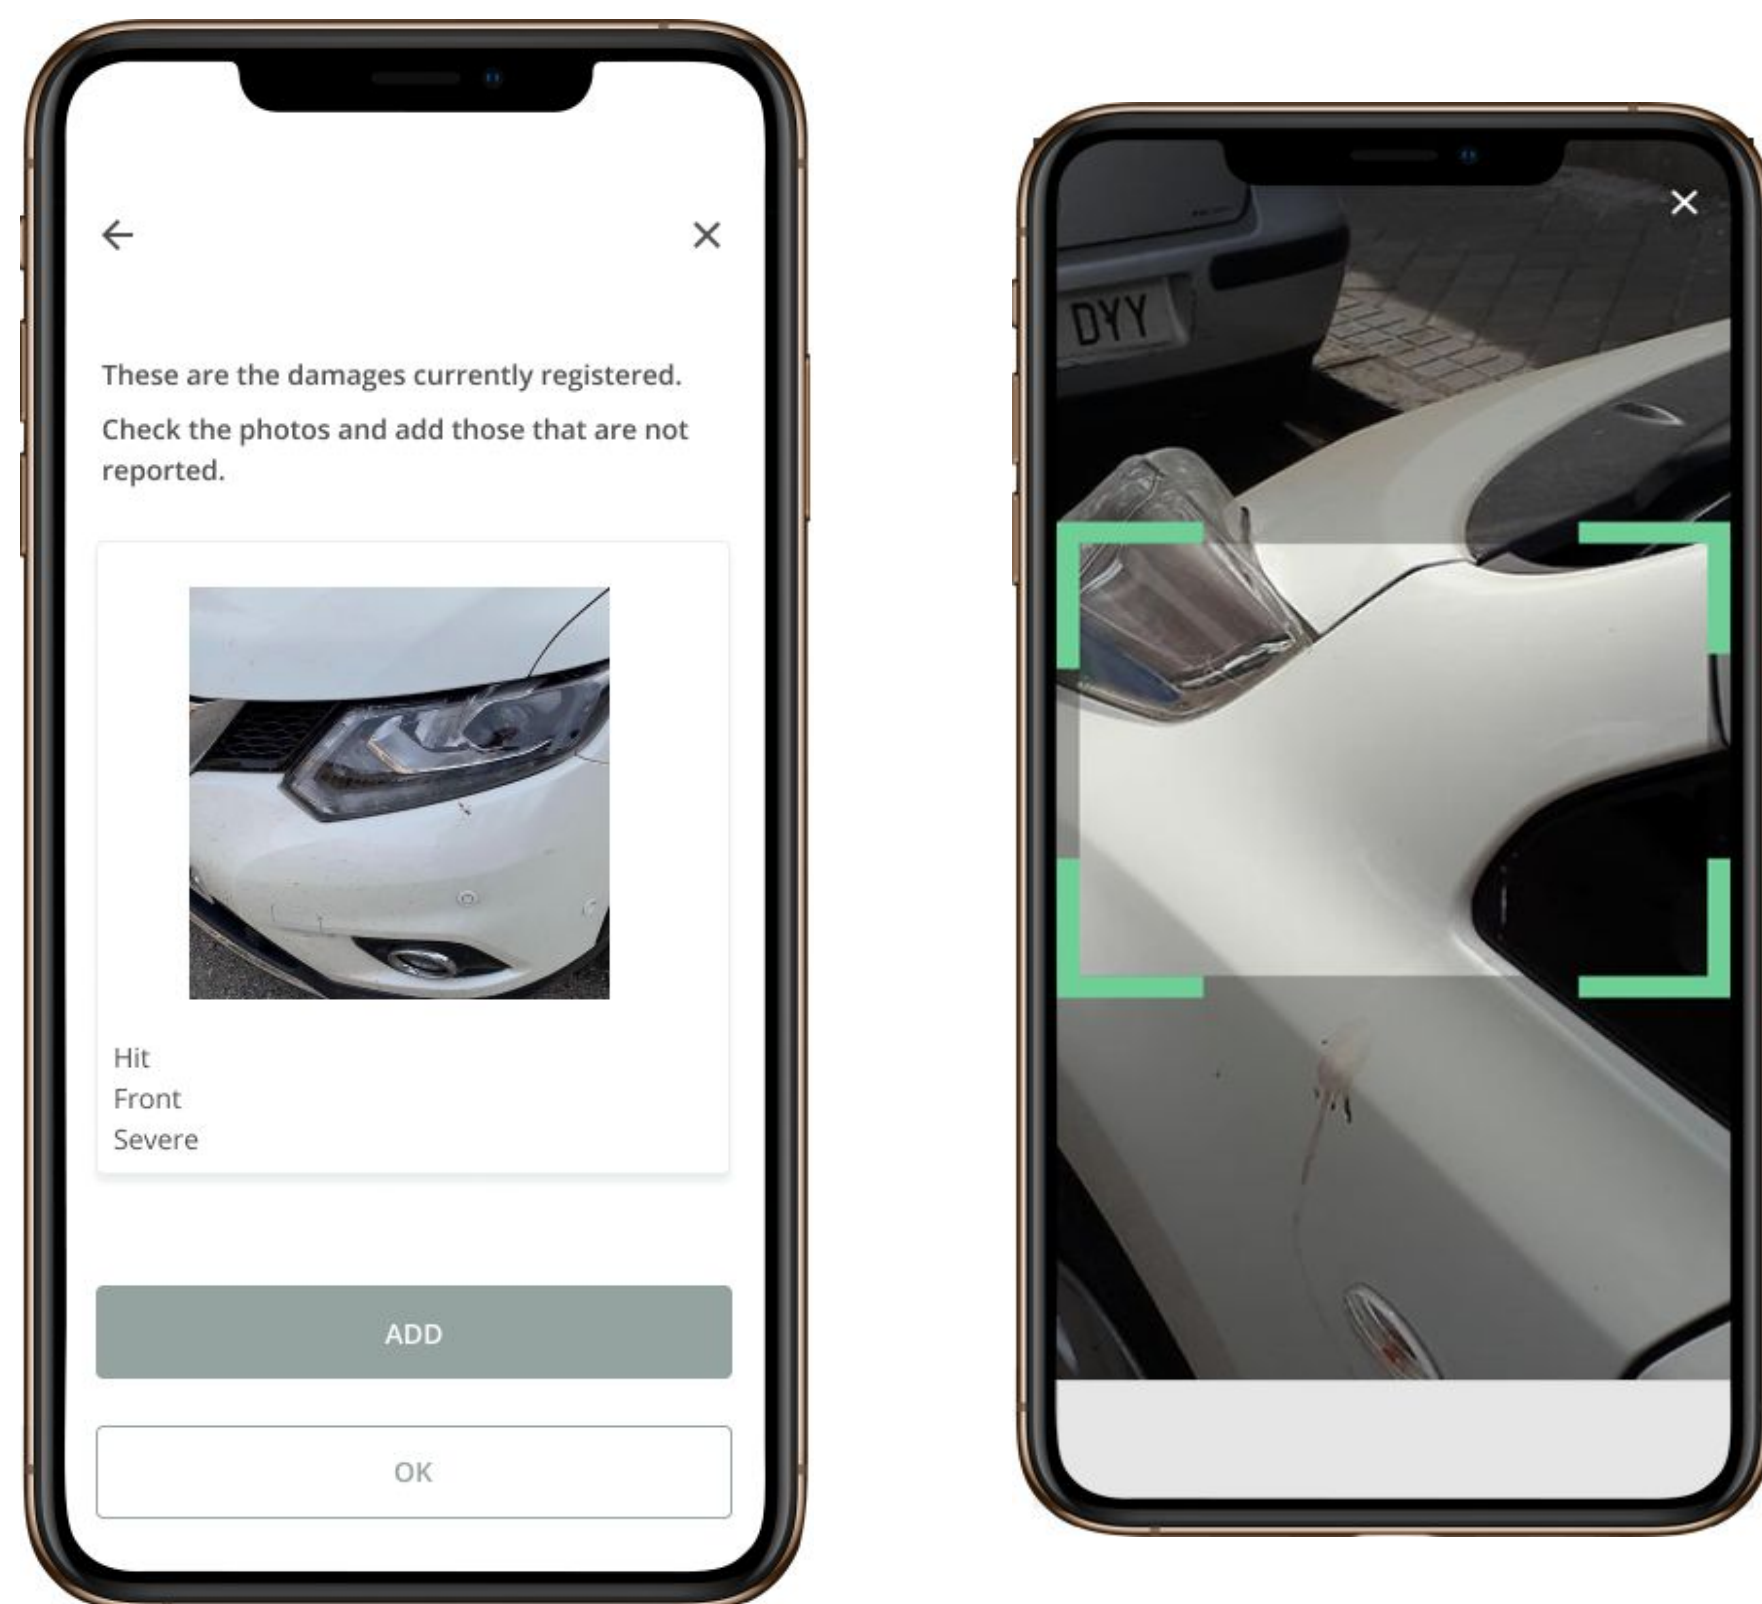 These are the damages currently registered.
Check the photos and add those that are not
reported.
Hit
Front
Severe
ADD
OK
DYY